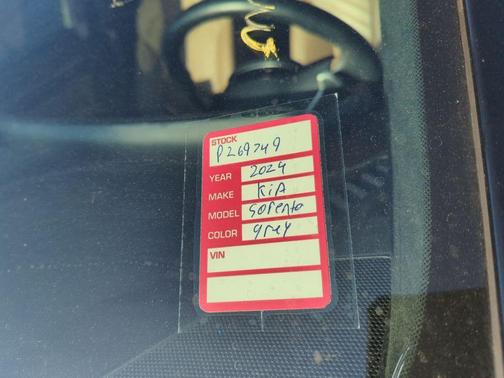 STOCK
P269749
YEAR 2024
MAKE KiA
MODEL Sorento
COLOR grey
VIN